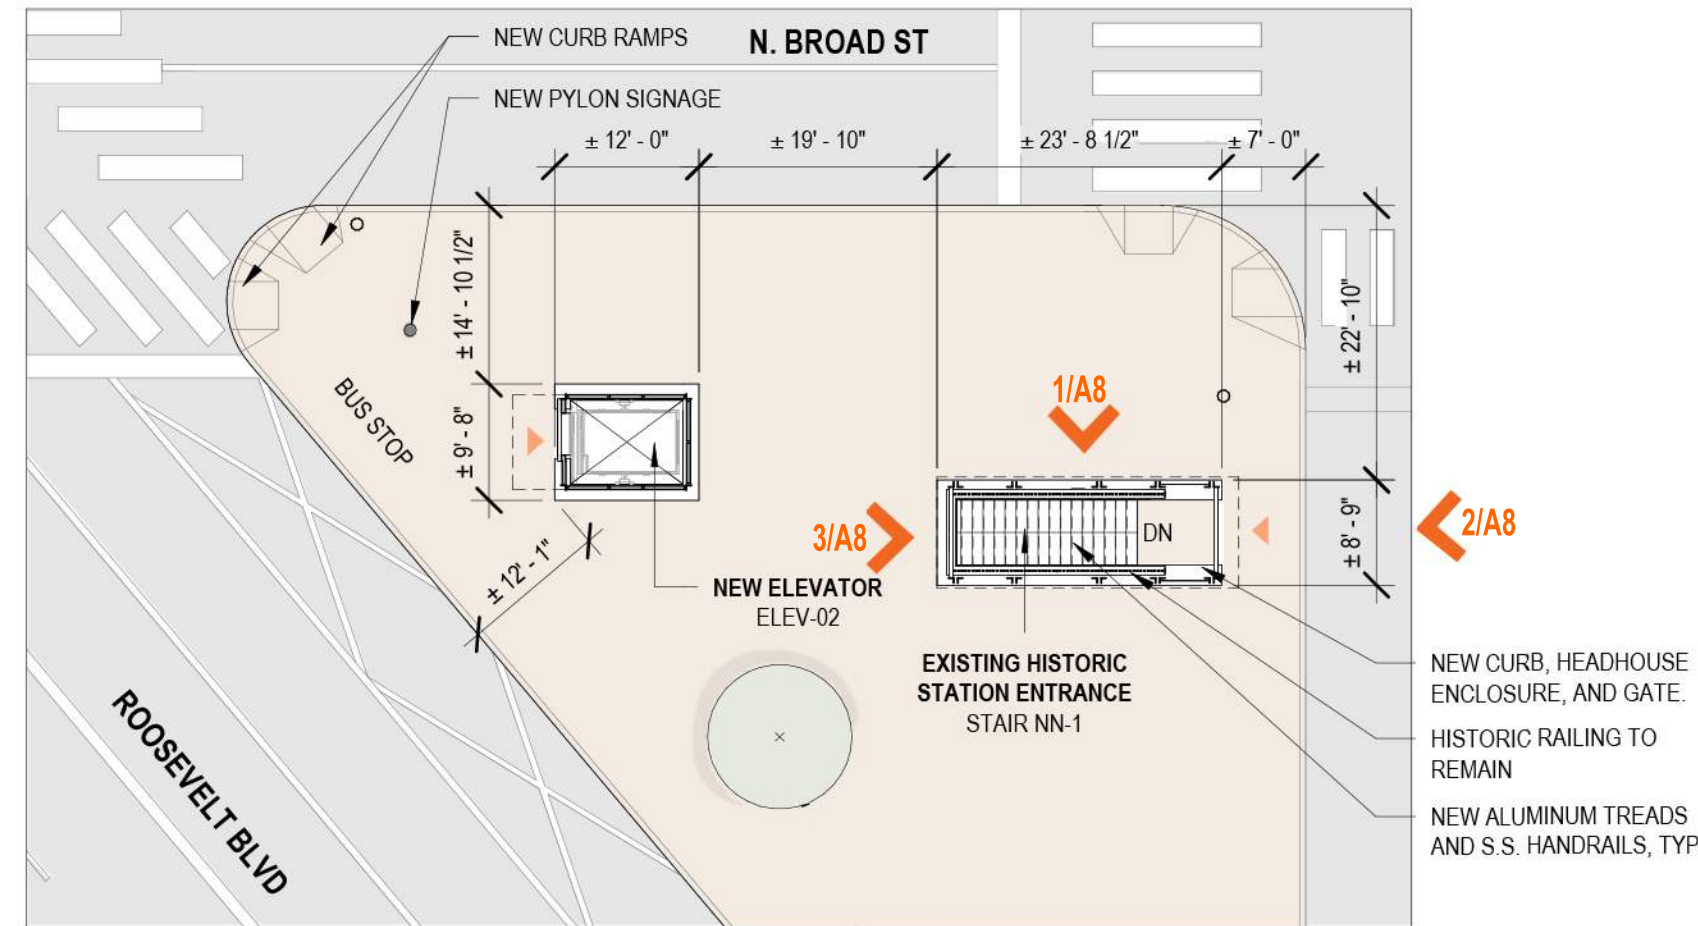 NEW CURB RAMPS
N. BROAD ST
NEW PYLON SIGNAGE
± 12' - 0"
± 19' - 10"
± 23' - 8 1/2"
± 7' - 0"
± 14' - 10 1/2"
± 9' - 8"
± 22' - 10"
± 8' - 9"
BUS STOP
1/A8
3/A8
2/A8
DN
± 12' - 1"
NEW ELEVATOR
ELEV-02
EXISTING HISTORIC
STATION ENTRANCE
STAIR NN-1
NEW CURB, HEADHOUSE
ENCLOSURE, AND GATE.
HISTORIC RAILING TO
REMAIN
NEW ALUMINUM TREADS
AND S.S. HANDRAILS, TYP
ROOSEVELT BLVD